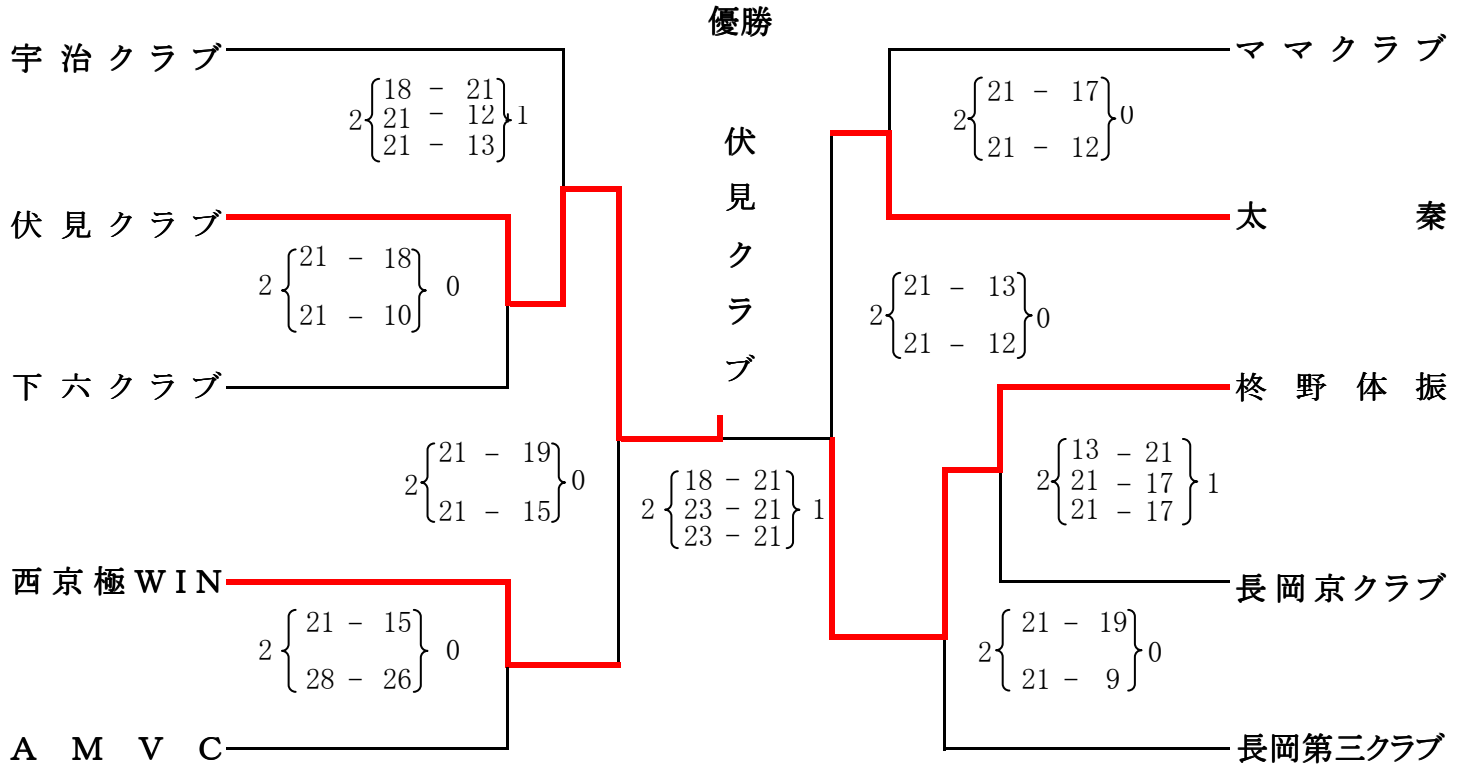 優勝
伏見クラブ
宇治クラブ
2 18 － 21 1
21 － 12
21 － 13
伏見クラブ
2 21 － 18 0
21 － 10
下六クラブ
2 21 － 19 0
21 － 15
西京極WIN
2 21 － 15 0
28 － 26
AMVC
2 18 － 21 1
23 － 21
23 － 21
ママクラブ
2 21 － 17 0
21 － 12
太秦
2 21 － 13 0
21 － 12
柊野体振
2 13 － 21 1
21 － 17
21 － 17
長岡京クラブ
2 21 － 19 0
21 － 9
長岡第三クラブ